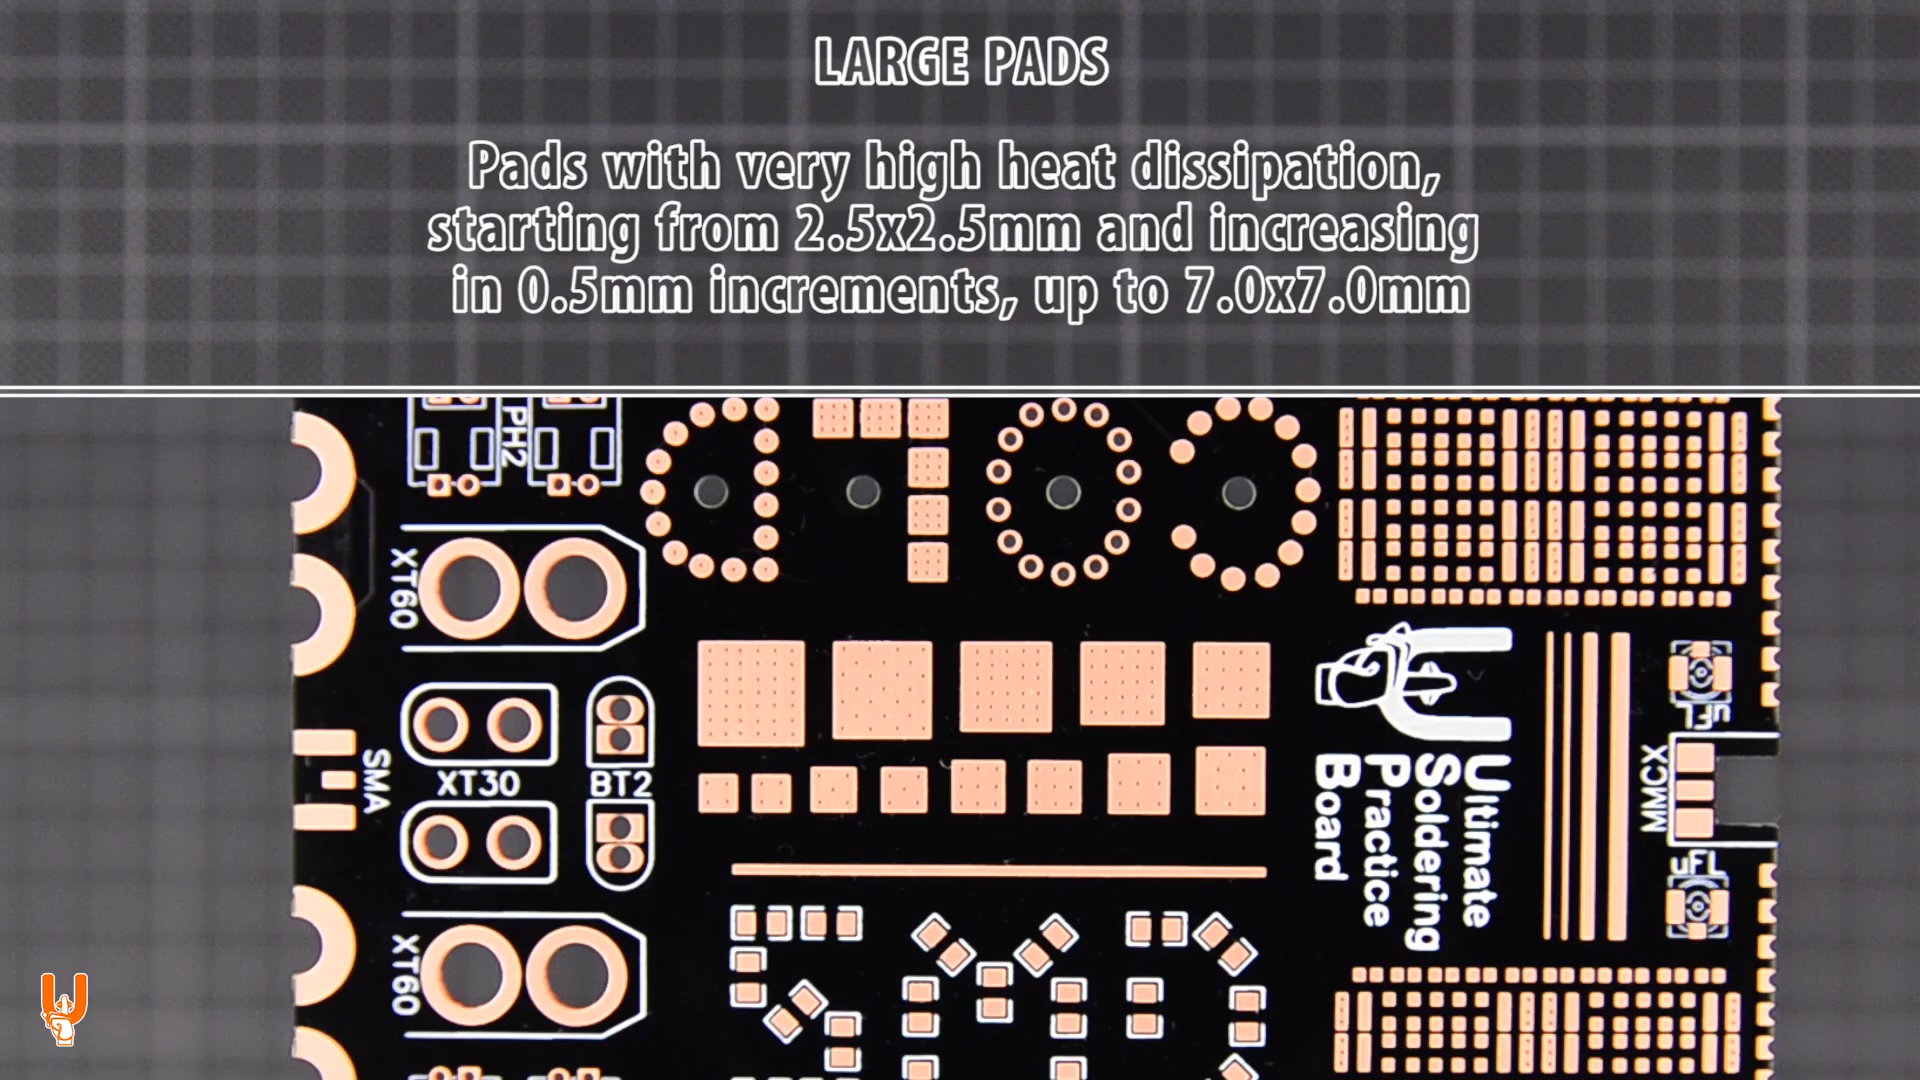 LARGE PADS
Pads with very high heat dissipation,
starting from 2.5x2.5mm and increasing
in 0.5mm increments, up to 7.0x7.0mm
PH2
XT60
SMA
XT30
BT2
XT60
Ultimate
Soldering
Practice
Board
UFL
MMCX
UFL